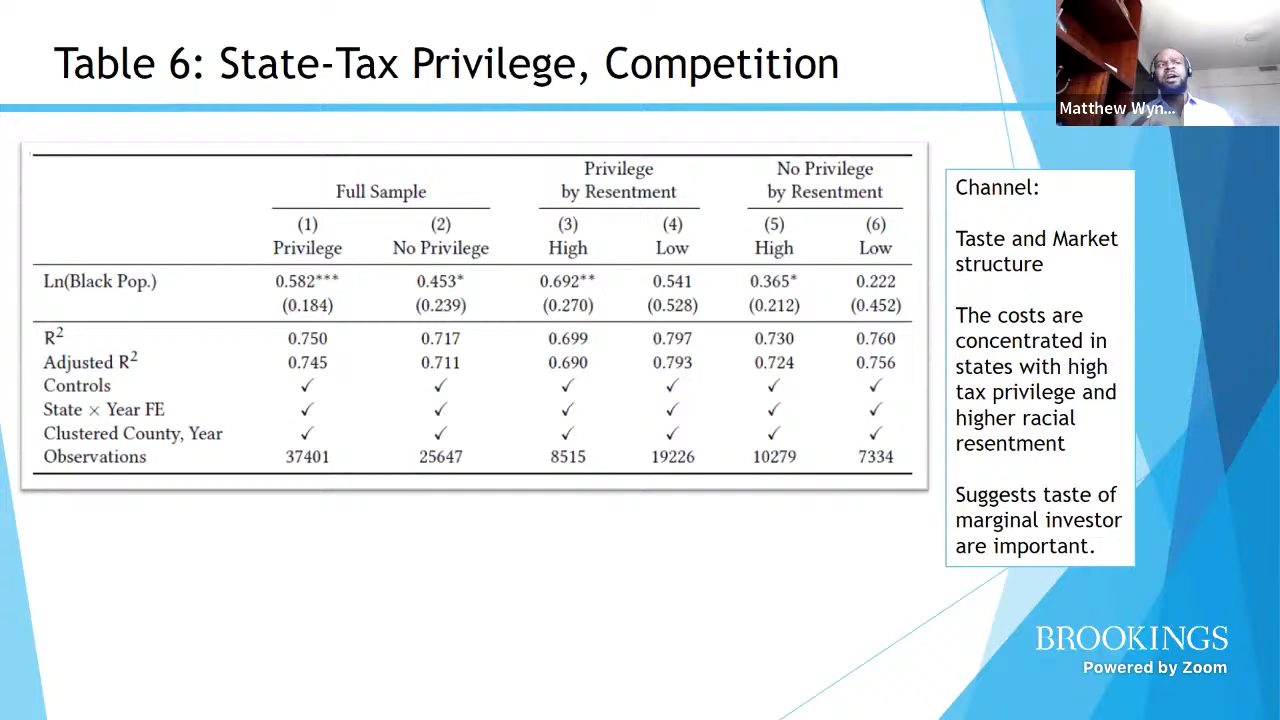 Table 6: State-Tax Privilege, Competition
Matthew Wyn...
Privilege No Privilege
Full Sample by Resentment by Resentment
(1) (2) (3) (4) (5) (6)
Privilege No Privilege High Low High Low
Ln(Black Pop.) 0.582*** 0.453* 0.692** 0.541 0.365* 0.222
(0.184) (0.239) (0.270) (0.528) (0.212) (0.452)
R² 0.750 0.717 0.699 0.797 0.730 0.760
Adjusted R² 0.745 0.711 0.690 0.793 0.724 0.756
Controls ✓ ✓ ✓ ✓ ✓ ✓
State × Year FE ✓ ✓ ✓ ✓ ✓ ✓
Clustered County, Year ✓ ✓ ✓ ✓ ✓ ✓
Observations 37401 25647 8515 19226 10279 7334
Channel:
Taste and Market
structure
The costs are
concentrated in
states with high
tax privilege and
higher racial
resentment
Suggests taste of
marginal investor
are important.
BROOKINGS
Powered by Zoom